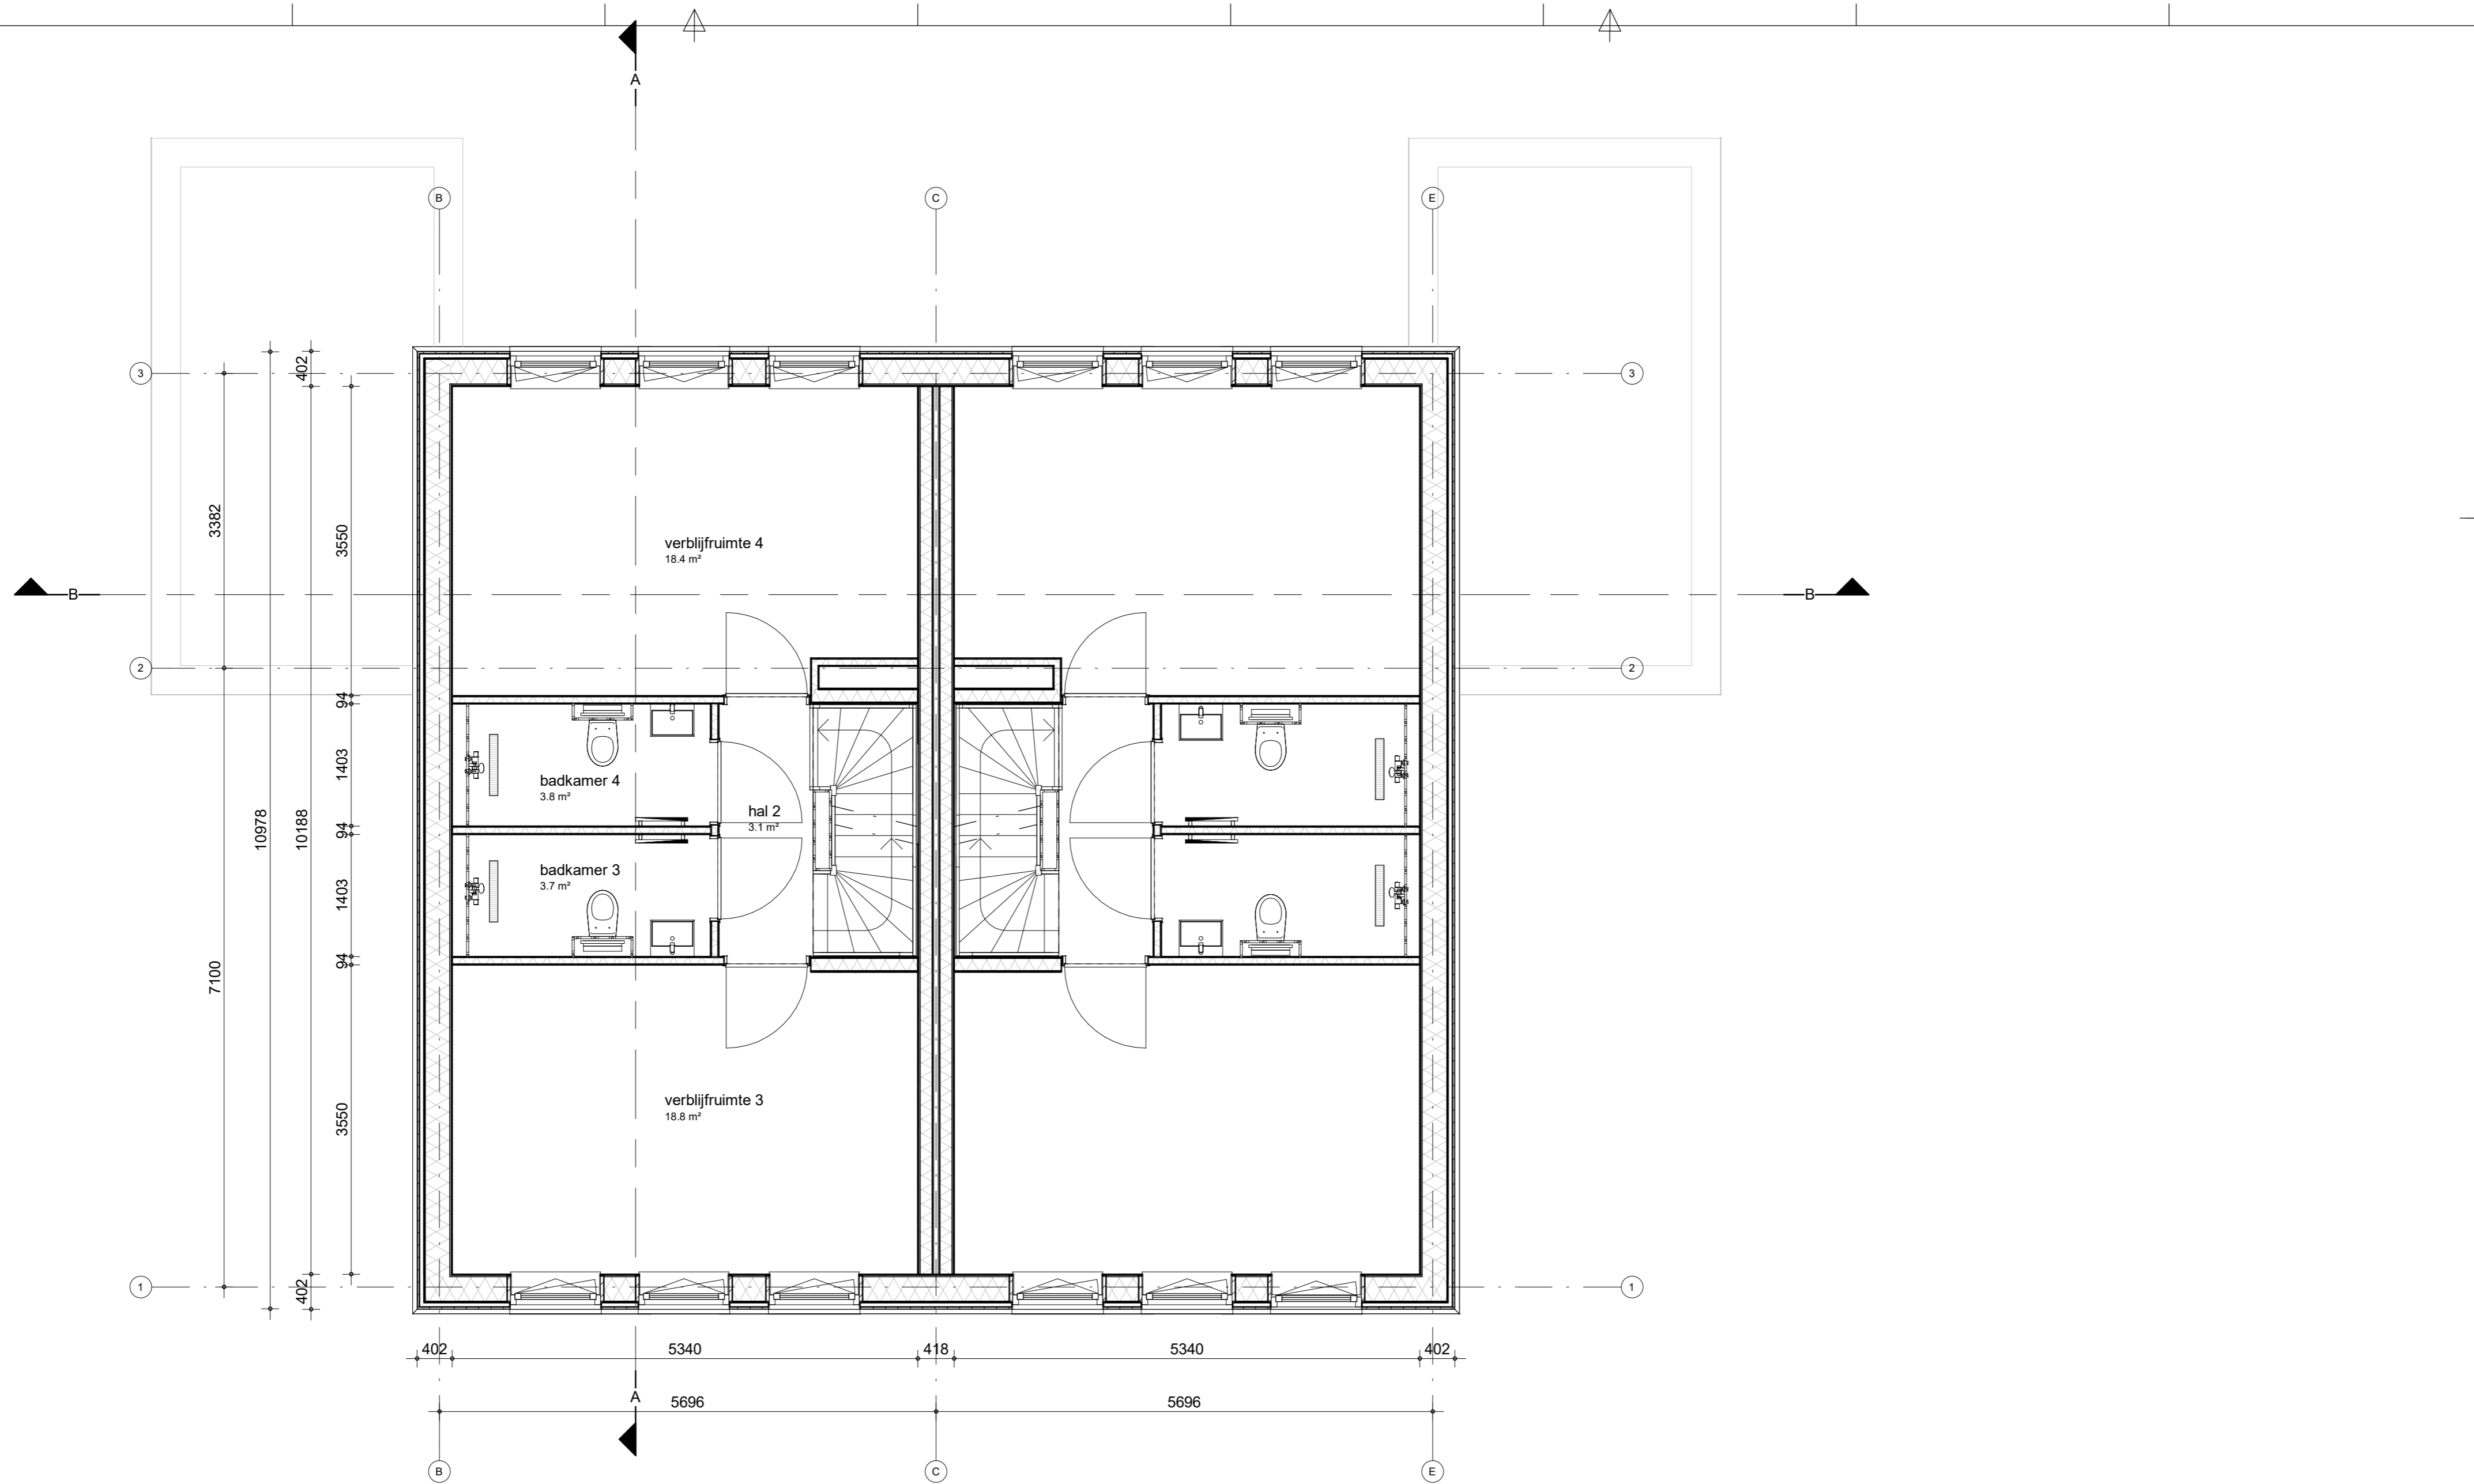 A
B
C
E
3
3
402
3382
3550
verblijfruimte 4
18.4 m²
B
B
2
2
94
1403
badkamer 4
3.8 m²
hal 2
3.1 m²
10978
10188
94
badkamer 3
3.7 m²
1403
94
7100
verblijfruimte 3
18.8 m²
3550
402
1
1
402
5340
418
5340
402
A
5696
5696
B
C
E